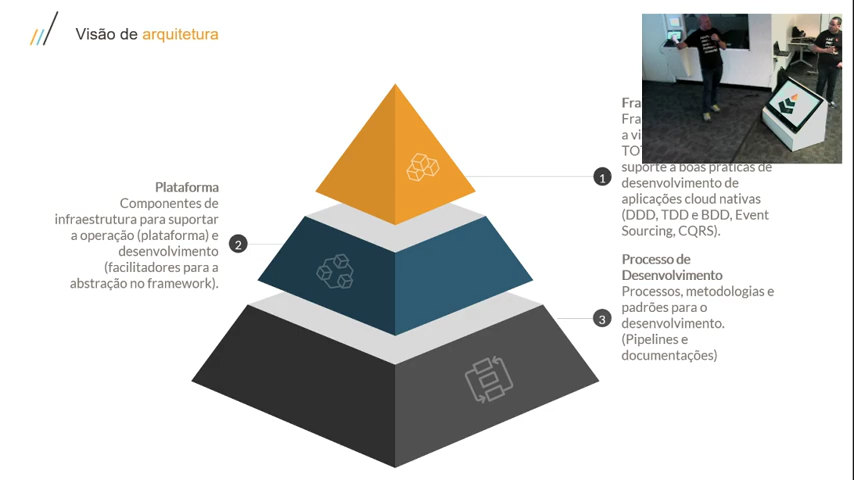 Visão de arquitetura
Fra
Fra
a vi
TO
suporte a boas práticas de
desenvolvimento de
aplicações cloud nativas
(DDD, TDD e BDD, Event
Sourcing, CQRS).
1
Plataforma
Componentes de
infraestrutura para suportar
a operação (plataforma) e
desenvolvimento
(facilitadores para a
abstração no framework).
2
Processo de
Desenvolvimento
Processos, metodologias e
padrões para o
desenvolvimento.
(Pipelines e
documentações)
3